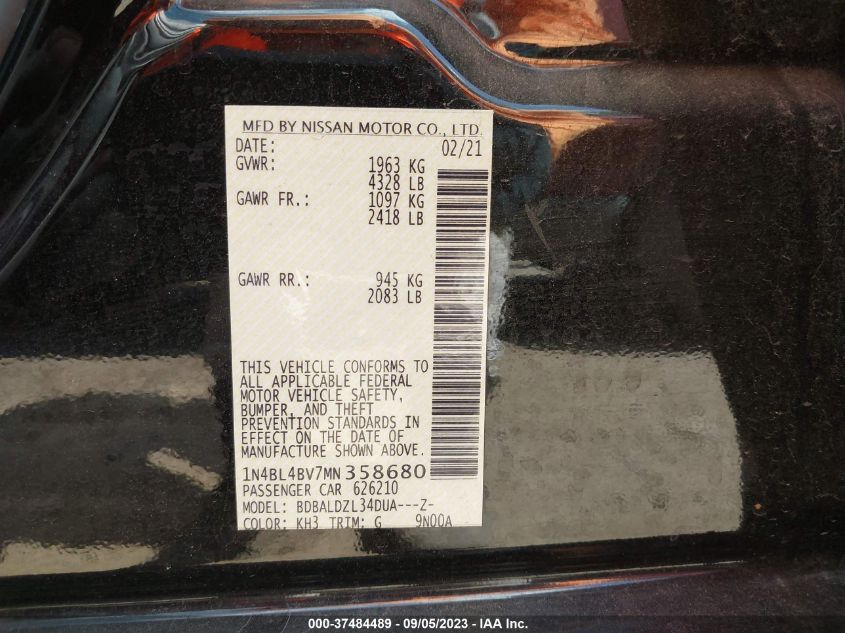 MFD BY NISSAN MOTOR CO., LTD.
DATE: 02/21
GVWR: 1963 KG
4328 LB
GAWR FR.: 1097 KG
2418 LB
GAWR RR.: 945 KG
2083 LB
THIS VEHICLE CONFORMS TO
ALL APPLICABLE FEDERAL
MOTOR VEHICLE SAFETY,
BUMPER, AND THEFT
PREVENTION STANDARDS IN
EFFECT ON THE DATE OF
MANUFACTURE SHOWN ABOVE.
1N4BL4BV7MN358680
PASSENGER CAR 626210
MODEL: BDBALDZL34DUA---Z-
COLOR: KH3 TRIM: G 9N00A
000-37484489 - 09/05/2023 - IAA Inc.